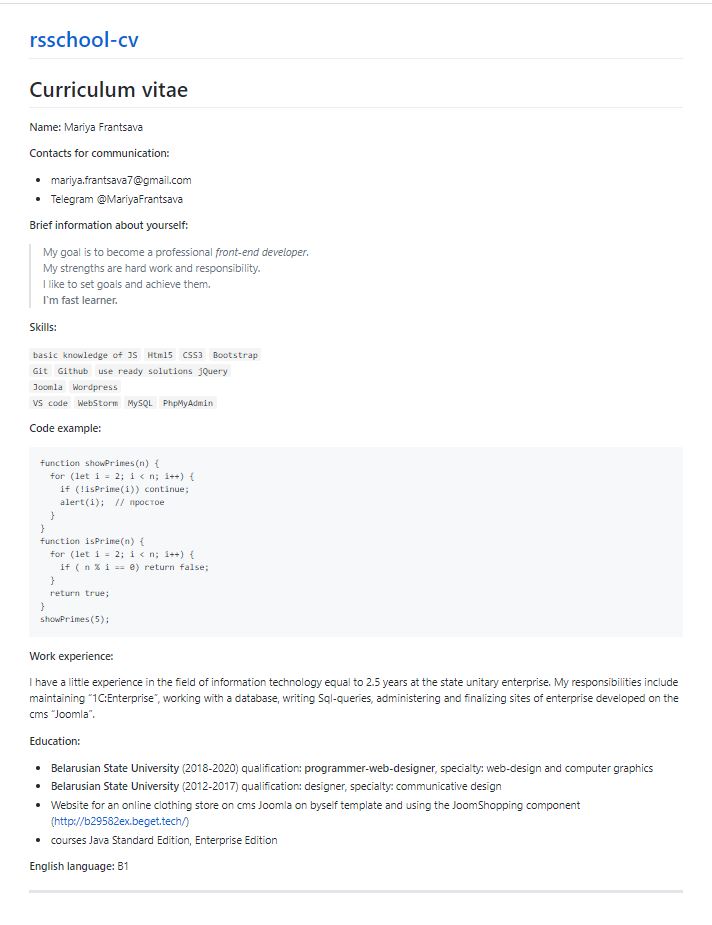 rsschool-cv
Curriculum vitae
Name: Mariya Frantsava
Contacts for communication:
• mariya.frantsava7@gmail.com
• Telegram @MariyaFrantsava
Brief information about yourself:
My goal is to become a professional front-end developer.
My strengths are hard work and responsibility.
I like to set goals and achieve them.
I`m fast learner.
Skills:
basic knowledge of JS Html5 CSS3 Bootstrap
Git Github use ready solutions jQuery
Joomla Wordpress
VS code WebStorm MySQL PhpMyAdmin
Code example:
function showPrimes(n) {
  for (let i = 2; i < n; i++) {
    if (!isPrime(i)) continue;
    alert(i);  // простое
  }
}
function isPrime(n) {
  for (let i = 2; i < n; i++) {
    if ( n % i == 0) return false;
  }
  return true;
}
showPrimes(5);
Work experience:
I have a little experience in the field of information technology equal to 2.5 years at the state unitary enterprise. My responsibilities include
maintaining “1C:Enterprise”, working with a database, writing Sql-queries, administering and finalizing sites of enterprise developed on the
cms “Joomla”.
Education:
• Belarusian State University (2018-2020) qualification: programmer-web-designer, specialty: web-design and computer graphics
• Belarusian State University (2012-2017) qualification: designer, specialty: communicative design
• Website for an online clothing store on cms Joomla on byself template and using the JoomShopping component
(http://b29582ex.beget.tech/)
• courses Java Standard Edition, Enterprise Edition
English language: B1